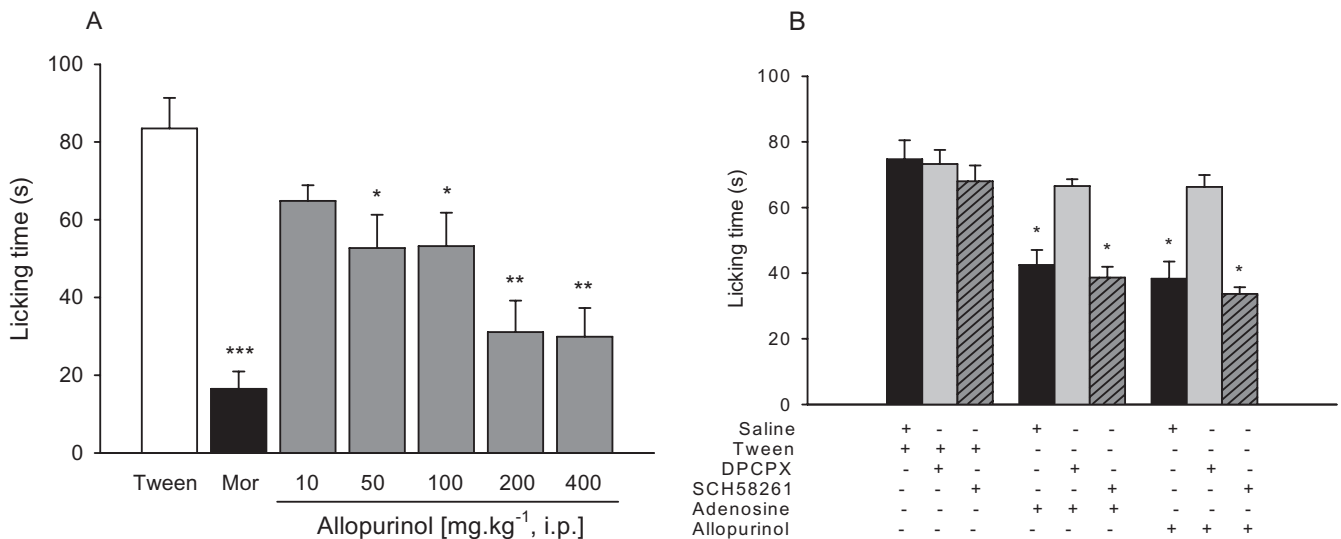 A
Licking time (s)
100
80
60
40
20
0
***
*
*
**
**
Tween Mor 10 50 100 200 400
Allopurinol [mg.kg⁻¹, i.p.]
B
Licking time (s)
100
80
60
40
20
0
*
*
*
*
Saline + - - + - - + - -
Tween + + + - - - - - -
DPCPX - + - - + - - + -
SCH58261 - - + - - + - - +
Adenosine - - - + + + - - -
Allopurinol - - - - - - + + +